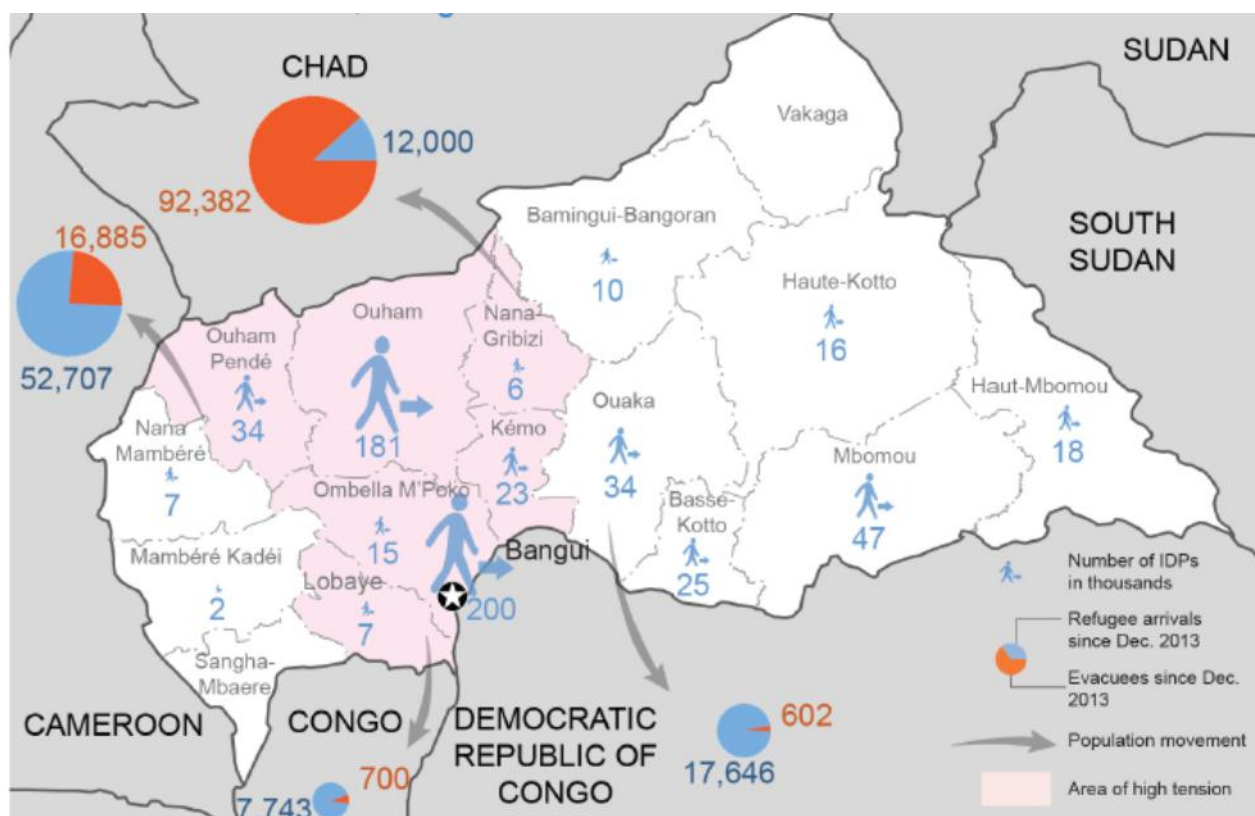 CHAD
SUDAN
12,000
92,382
Vakaga
16,885
Bamingui-Bangoran
SOUTH
SUDAN
10
Haute-Kotto
52,707
Ouham
Nana
Gribizi
Ouham
Pendé
16
6
Haut-Mbomou
Ouaka
34
Nana
Mambéré
181
Kémo
Mbomou
18
7
Ombella M'Poko
23
34
Basse-
Kotto
47
Mambéré Kadéi
15
Bangui
25
Number of IDPs
in thousands
2
Lobaye
7
200
Refugee arrivals
since Dec. 2013
Sangha-
Mbaere
Evacuees since Dec.
2013
CAMEROON
CONGO
DEMOCRATIC
REPUBLIC OF
CONGO
602
17,646
Population movement
700
7,743
Area of high tension